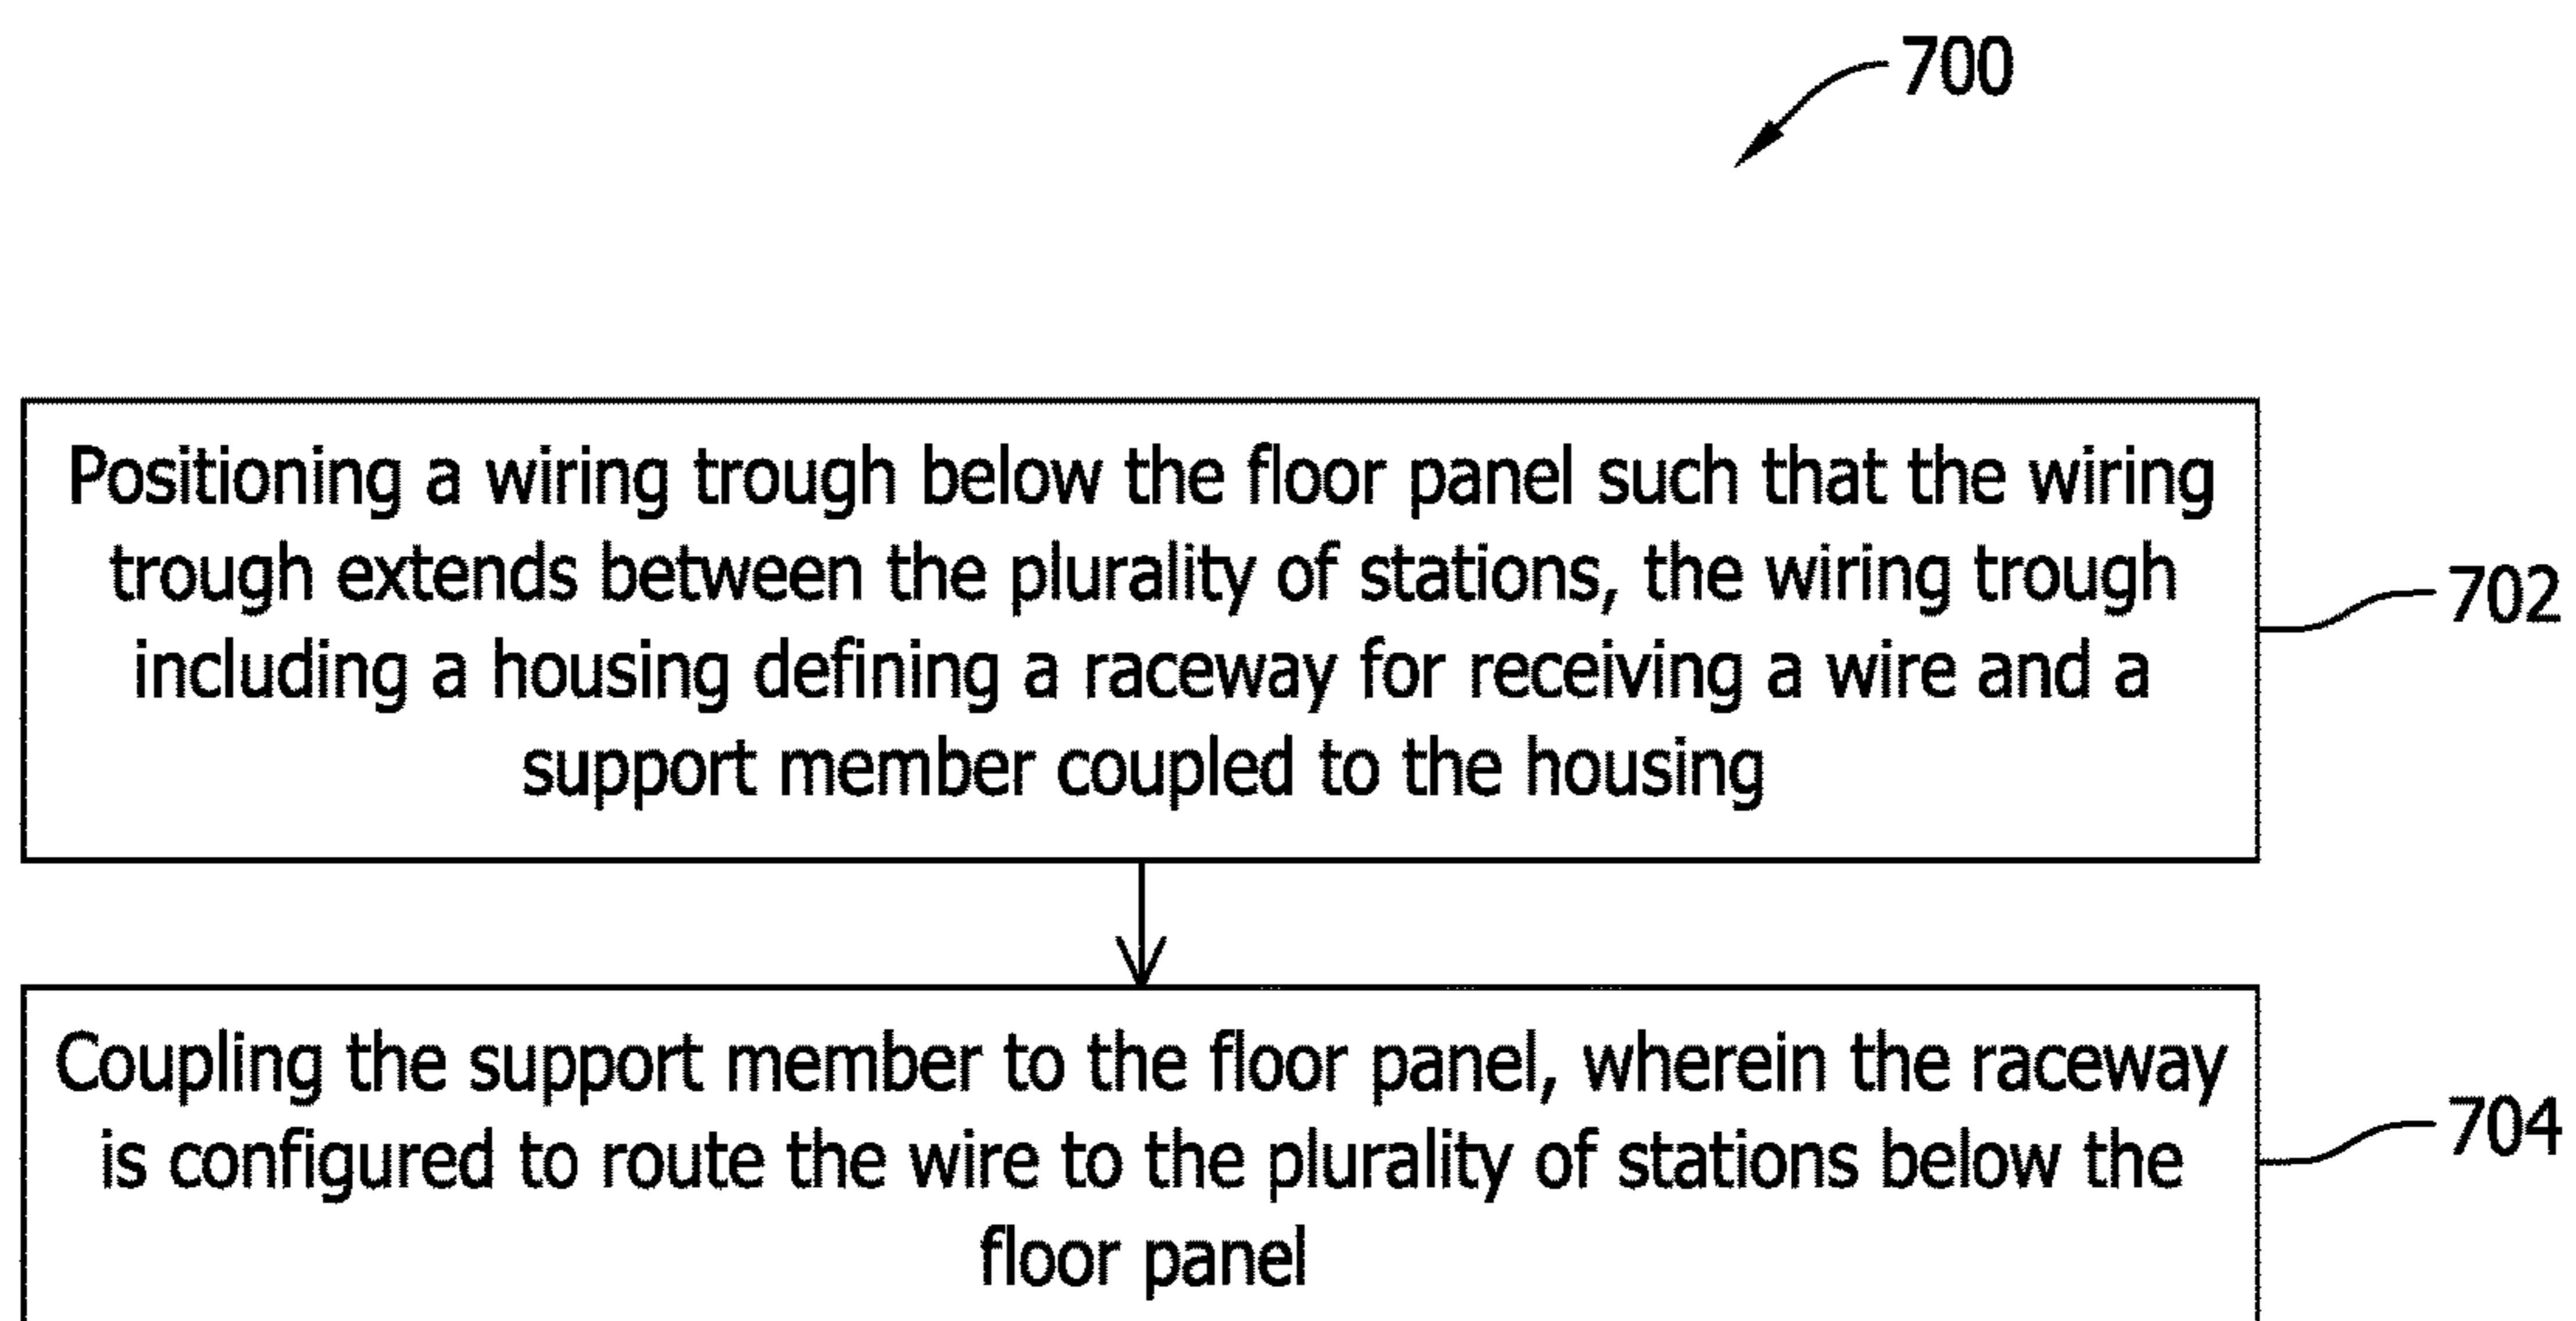 700
Positioning a wiring trough below the floor panel such that the wiring
trough extends between the plurality of stations, the wiring trough
including a housing defining a raceway for receiving a wire and a
support member coupled to the housing
702
Coupling the support member to the floor panel, wherein the raceway
is configured to route the wire to the plurality of stations below the
floor panel
704